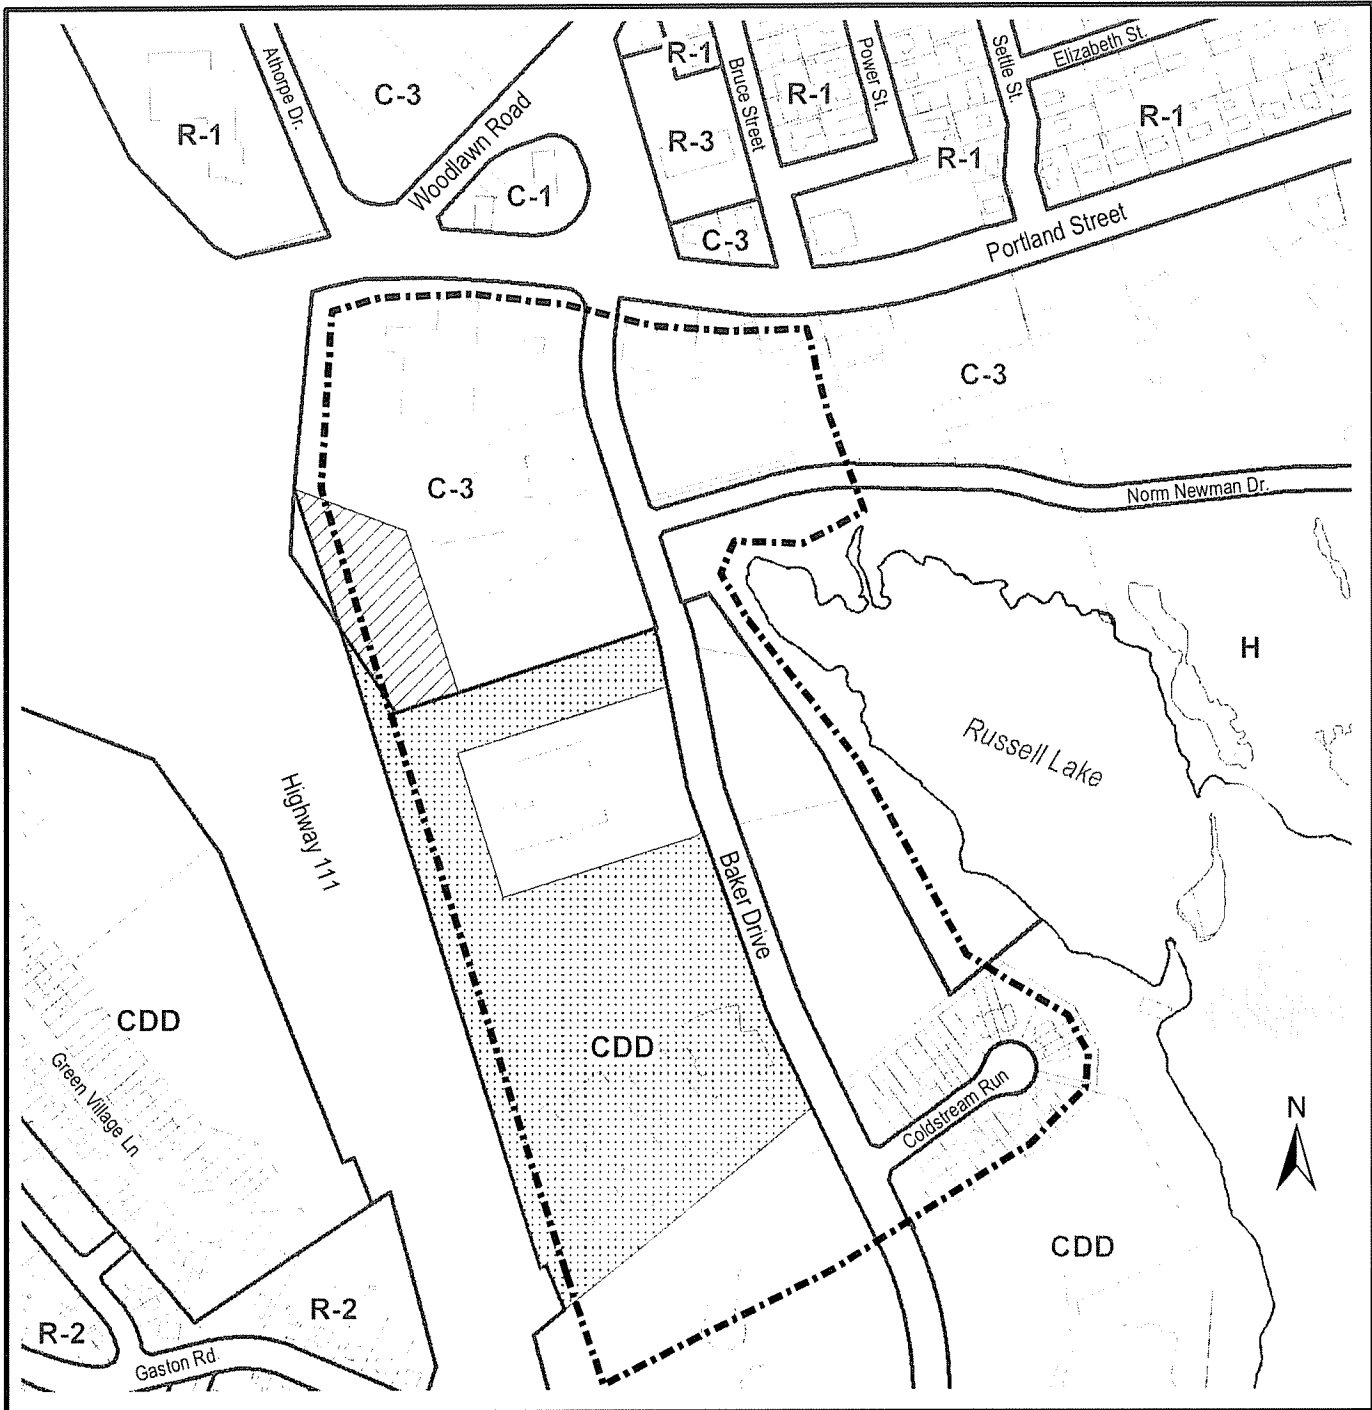 R-1
Athorpe Dr.
C-3
Woodlawn Road
C-1
R-1
Bruce Street
R-3
C-3
R-1
Power St.
R-1
Settle St.
Elizabeth St.
R-1
Portland Street
C-3
C-3
Norm Newman Dr.
H
Russell Lake
Highway 111
Baker Drive
CDD
Green Village Ln
CDD
Coldstream Run
N
CDD
R-2
R-2
Gaston Rd.